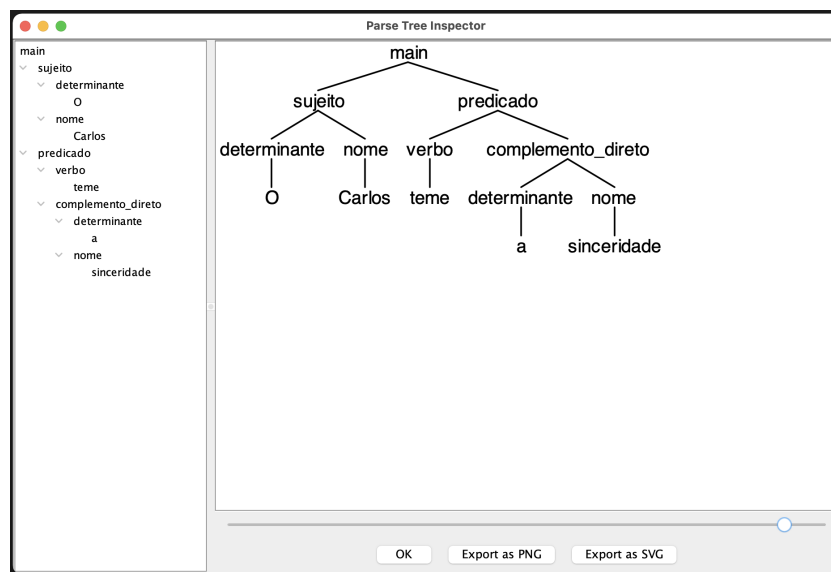 Parse Tree Inspector
main
sujeito
determinante
O
nome
Carlos
predicado
verbo
teme
complemento_direto
determinante
a
nome
sinceridade
main
sujeito predicado
determinante nome verbo complemento_direto
O Carlos teme determinante nome
a sinceridade
OK Export as PNG Export as SVG